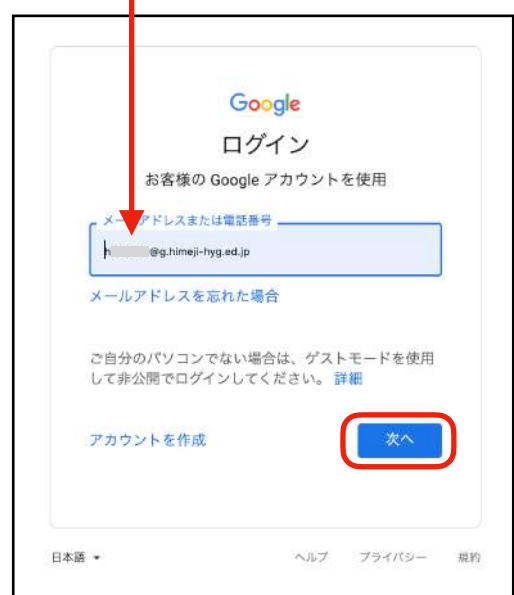 Google
ログイン
お客様の Google アカウントを使用
メールアドレスまたは電話番号
h @g.himeji-hyg.ed.jp
メールアドレスを忘れた場合
ご自分のパソコンでない場合は、ゲストモードを使用
して非公開でログインしてください。 詳細
アカウントを作成
次へ
日本語
ヘルプ プライバシー 規約